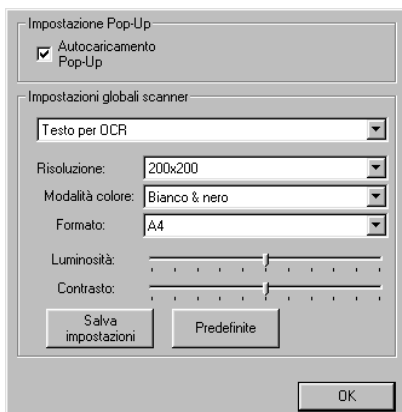 Impostazione Pop-Up
Autocaricamento
Pop-Up
Impostazioni globali scanner
Testo per OCR
Risoluzione: 200x200
Modalità colore: Bianco & nero
Formato: A4
Luminosità:
Contrasto:
Salva
impostazioni
Predefinite
OK